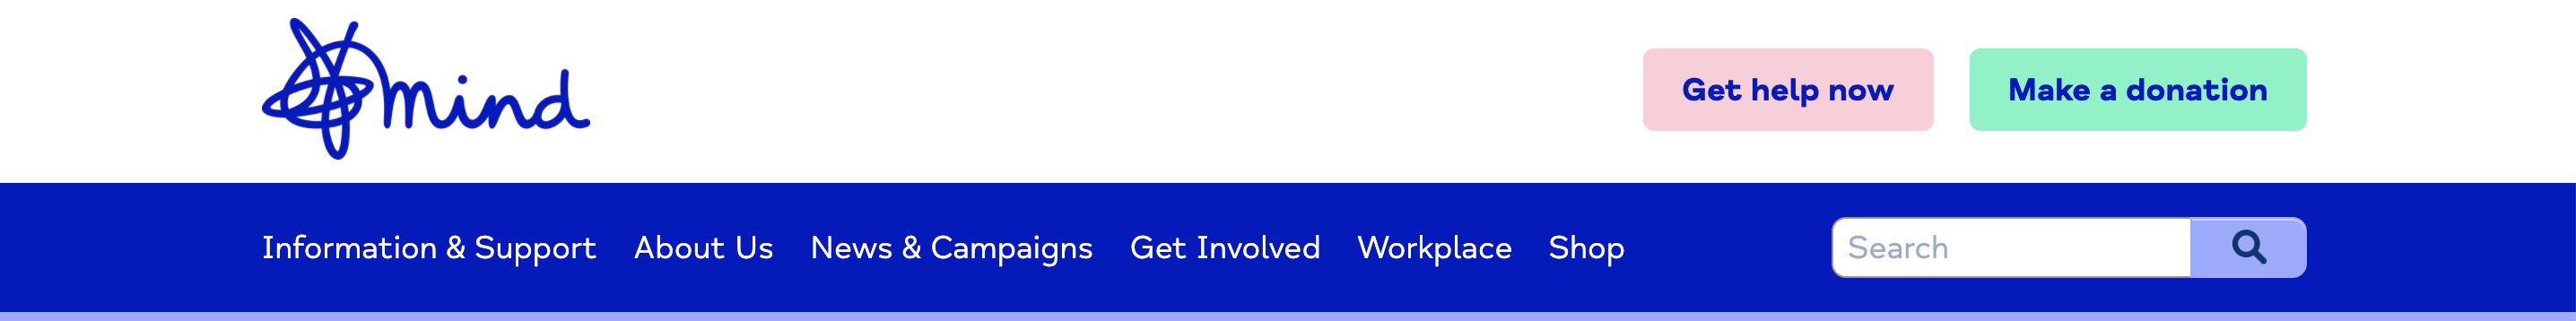 mind
Get help now
Make a donation
Information & Support
About Us
News & Campaigns
Get Involved
Workplace
Shop
Search